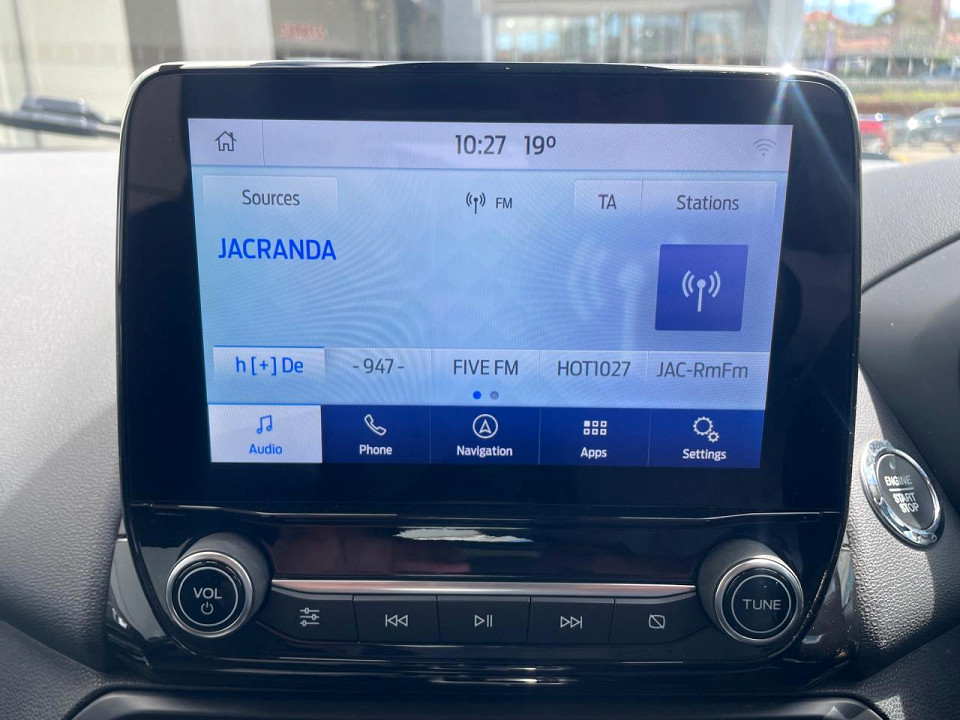 10:27 19º
Sources FM TA Stations
JACRANDA
h [+] De - 947 - FIVE FM HOT1027 JAC-RmFm
Audio Phone Navigation Apps Settings
ENGINE
START
STOP
VOL
TUNE